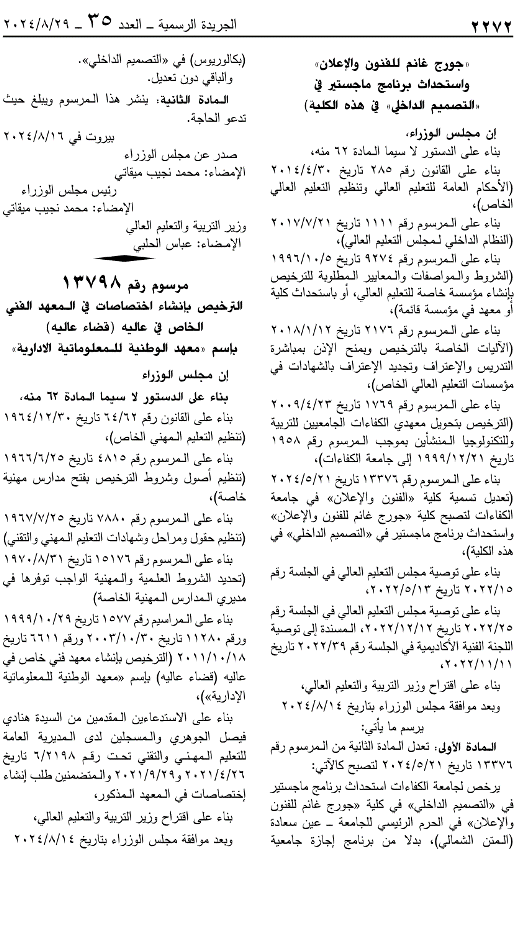 ٢٢٧٢
الجريدة الرسمية ـ العدد ٣٥ ـ ٢٠٢٤/٨/٢٩
«جورج غانم للفنون والإعلان»
واستحداث برنامج ماجستير في
«التصميم الداخلي» في هذه الكلية)
إن مجلس الوزراء،
بناء على الدستور لا سيما المادة ٦٢ منه،
بناء على القانون رقم ٢٨٥ تاريخ ٢٠١٤/٤/٣٠
(الأحكام العامة للتعليم العالي وتنظيم التعليم العالي
الخاص)،
بناء على المرسوم رقم ١١١١ تاريخ ٢٠١٧/٧/٢١
(النظام الداخلي لمجلس التعليم العالي)،
بناء على المرسوم رقم ٩٢٧٤ تاريخ ١٩٩٦/١٠/٥
(الشروط والمواصفات والمعايير المطلوبة للترخيص
بإنشاء مؤسسة خاصة للتعليم العالي، أو باستحداث كلية
أو معهد في مؤسسة قائمة)،
بناء على المرسوم رقم ٢١٧٦ تاريخ ٢٠١٨/١/١٢
(الآليات الخاصة بالترخيص وبمنح الإذن بمباشرة
التدريس والإعتراف وتجديد الإعتراف بالشهادات في
مؤسسات التعليم العالي الخاص)،
بناء على المرسوم رقم ١٧٦٩ تاريخ ٢٠٠٩/٤/٢٣
(الترخيص بتحويل معهدي الكفاءات الجامعيين للتربية
وللتكنولوجيا المنشأين بموجب المرسوم رقم ١٩٥٨
تاريخ ١٩٩٩/١٢/٢١ إلى جامعة الكفاءات)،
بناء على المرسوم رقم ١٣٣٧٦ تاريخ ٢٠٢٤/٥/٢١
(تعديل تسمية كلية «الفنون والإعلان» في جامعة
الكفاءات لتصبح كلية «جورج غانم للفنون والإعلان»
واستحداث برنامج ماجستير في «التصميم الداخلي» في
هذه الكلية)،
بناء على توصية مجلس التعليم العالي في الجلسة رقم
٢٠٢٢/١٥ تاريخ ٢٠٢٢/٥/١٣،
بناء على توصية مجلس التعليم العالي في الجلسة رقم
٢٠٢٢/٢٥ تاريخ ٢٠٢٢/١٢/١٢، المسندة إلى توصية
اللجنة الفنية الأكاديمية في الجلسة رقم ٢٠٢٢/٣٩ تاريخ
٢٠٢٢/١١/١١،
بناء على اقتراح وزير التربية والتعليم العالي،
وبعد موافقة مجلس الوزراء بتاريخ ٢٠٢٤/٨/١٤
يرسم ما يأتي:
المادة الأولى: تعدل المادة الثانية من المرسوم رقم
١٣٣٧٦ تاريخ ٢٠٢٤/٥/٢١ لتصبح كالآتي:
يرخص لجامعة الكفاءات استحداث برنامج ماجستير
في «التصميم الداخلي» في كلية «جورج غانم للفنون
والإعلان» في الحرم الرئيسي للجامعة ـ عين سعادة
(المتن الشمالي)، بدلا من برنامج إجازة جامعية
(بكالوريوس) في «التصميم الداخلي».
والباقي دون تعديل.
المادة الثانية: ينشر هذا المرسوم ويبلغ حيث
تدعو الحاجة.
بيروت في ٢٠٢٤/٨/١٦
صدر عن مجلس الوزراء
الإمضاء: محمد نجيب ميقاتي
رئيس مجلس الوزراء
الإمضاء: محمد نجيب ميقاتي
وزير التربية والتعليم العالي
الإمضاء: عباس الحلبي
مرسوم رقم ١٣٧٩٨
الترخيص بإنشاء اختصاصات في المعهد الفني
الخاص في عاليه (قضاء عاليه)
بإسم «معهد الوطنية للمعلوماتية الادارية»
إن مجلس الوزراء
بناء على الدستور لا سيما المادة ٦٢ منه،
بناء على القانون رقم ٦٤/٦٢ تاريخ ١٩٦٤/١٢/٣٠
(تنظيم التعليم المهني الخاص)،
بناء على المرسوم رقم ٤٨١٥ تاريخ ١٩٦٦/٦/٢٥
(تنظيم أصول وشروط الترخيص بفتح مدارس مهنية
خاصة)،
بناء على المرسوم رقم ٧٨٨٠ تاريخ ١٩٦٧/٧/٢٥
(تنظيم حقول ومراحل وشهادات التعليم المهني والتقني)
بناء على المرسوم رقم ١٥١٧٦ تاريخ ١٩٧٠/٨/٣١
(تحديد الشروط العلمية والمهنية الواجب توفرها في
مديري المدارس المهنية الخاصة)
بناء على المراسيم رقم ١٥٧٧ تاريخ ١٩٩٩/١٠/٢٩
ورقم ١١٢٨٠ تاريخ ٢٠٠٣/١٠/٣٠ ورقم ٦٦١١ تاريخ
٢٠١١/١٠/١٨ (الترخيص بإنشاء معهد فني خاص في
عاليه (قضاء عاليه) بإسم «معهد الوطنية للمعلوماتية
الإدارية»)،
بناء على الاستدعاءين المقدمين من السيدة هنادي
فيصل الجوهري والمسجلين لدى المديرية العامة
للتعليم المهني والتقني تحت رقم ٦/٢١٩٨ تاريخ
٢٠٢١/٤/٢٦ و٢٠٢١/٩/٢٩ والمتضمنين طلب إنشاء
إختصاصات في المعهد المذكور،
بناء على اقتراح وزير التربية والتعليم العالي،
وبعد موافقة مجلس الوزراء بتاريخ ٢٠٢٤/٨/١٤